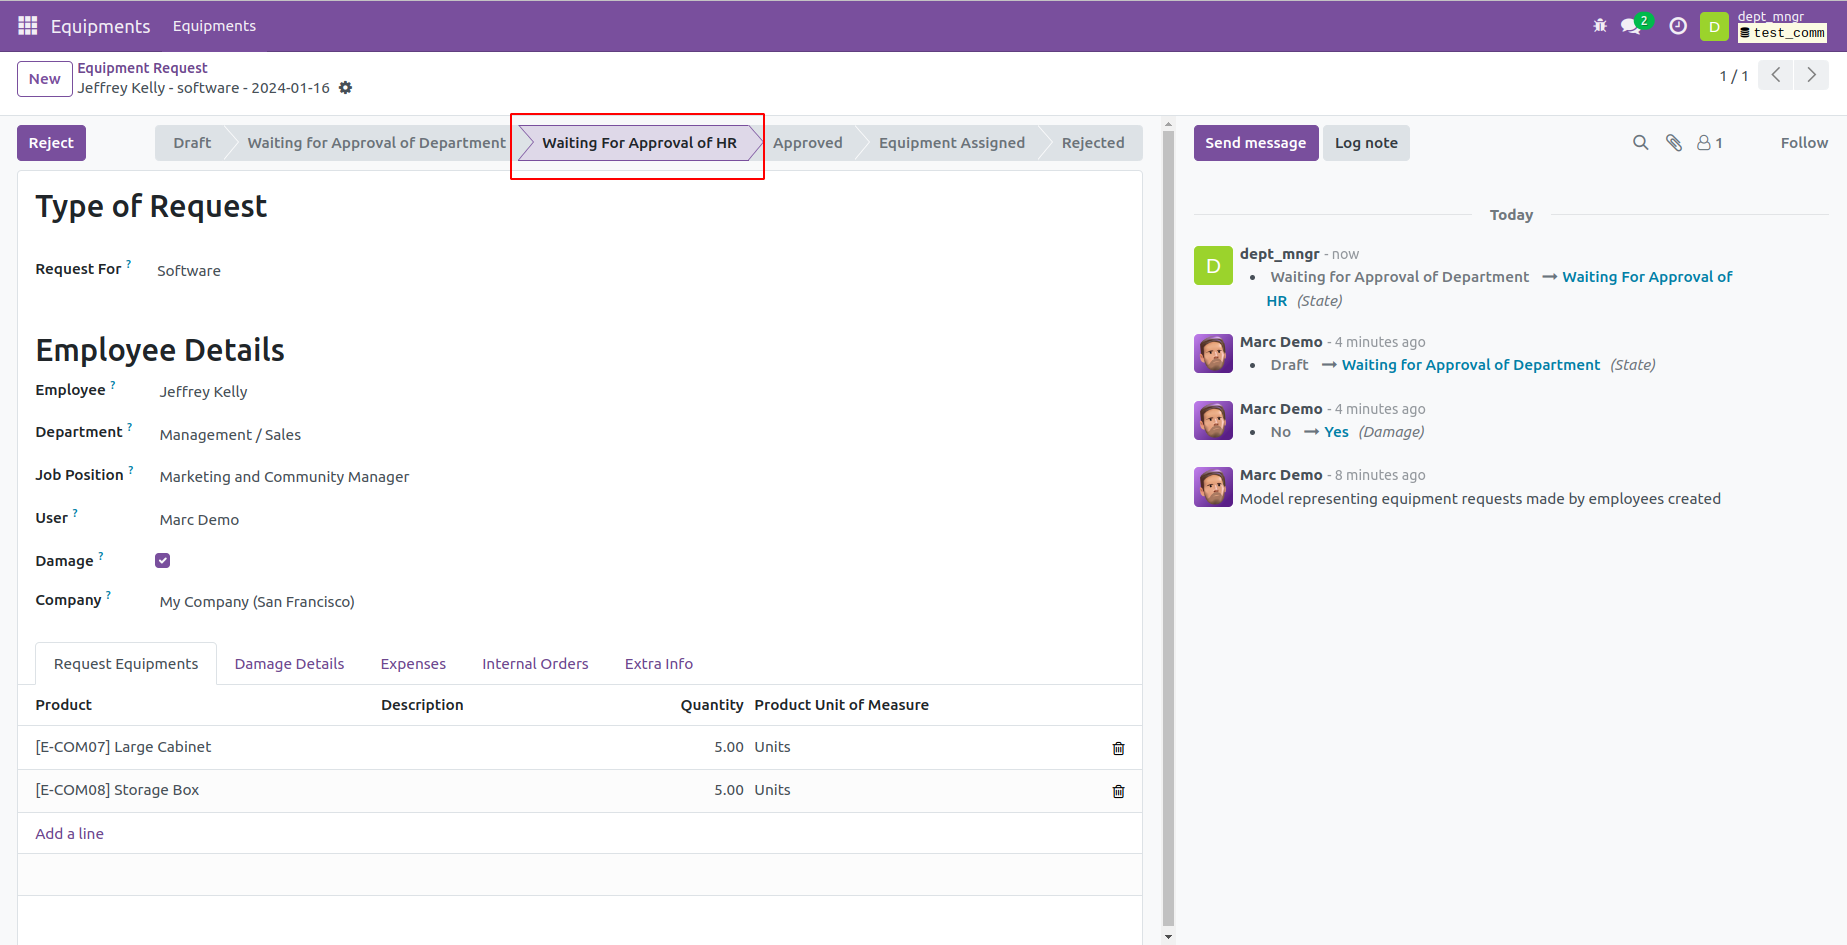 Equipments Equipments 2 D dept_mngr
test_comm
New Equipment Request
Jeffrey Kelly - software - 2024-01-16
1 / 1
Reject Draft Waiting for Approval of Department Waiting For Approval of HR Approved Equipment Assigned Rejected
Type of Request
Request For ? Software
Employee Details
Employee ? Jeffrey Kelly
Department ? Management / Sales
Job Position ? Marketing and Community Manager
User ? Marc Demo
Damage ?
Company ? My Company (San Francisco)
Request Equipments Damage Details Expenses Internal Orders Extra Info
Product Description Quantity Product Unit of Measure
[E-COM07] Large Cabinet 5.00 Units
[E-COM08] Storage Box 5.00 Units
Add a line
Send message Log note 1 Follow
Today
D dept_mngr - now
• Waiting for Approval of Department → Waiting For Approval of
HR (State)
Marc Demo - 4 minutes ago
• Draft → Waiting for Approval of Department (State)
Marc Demo - 4 minutes ago
• No → Yes (Damage)
Marc Demo - 8 minutes ago
Model representing equipment requests made by employees created